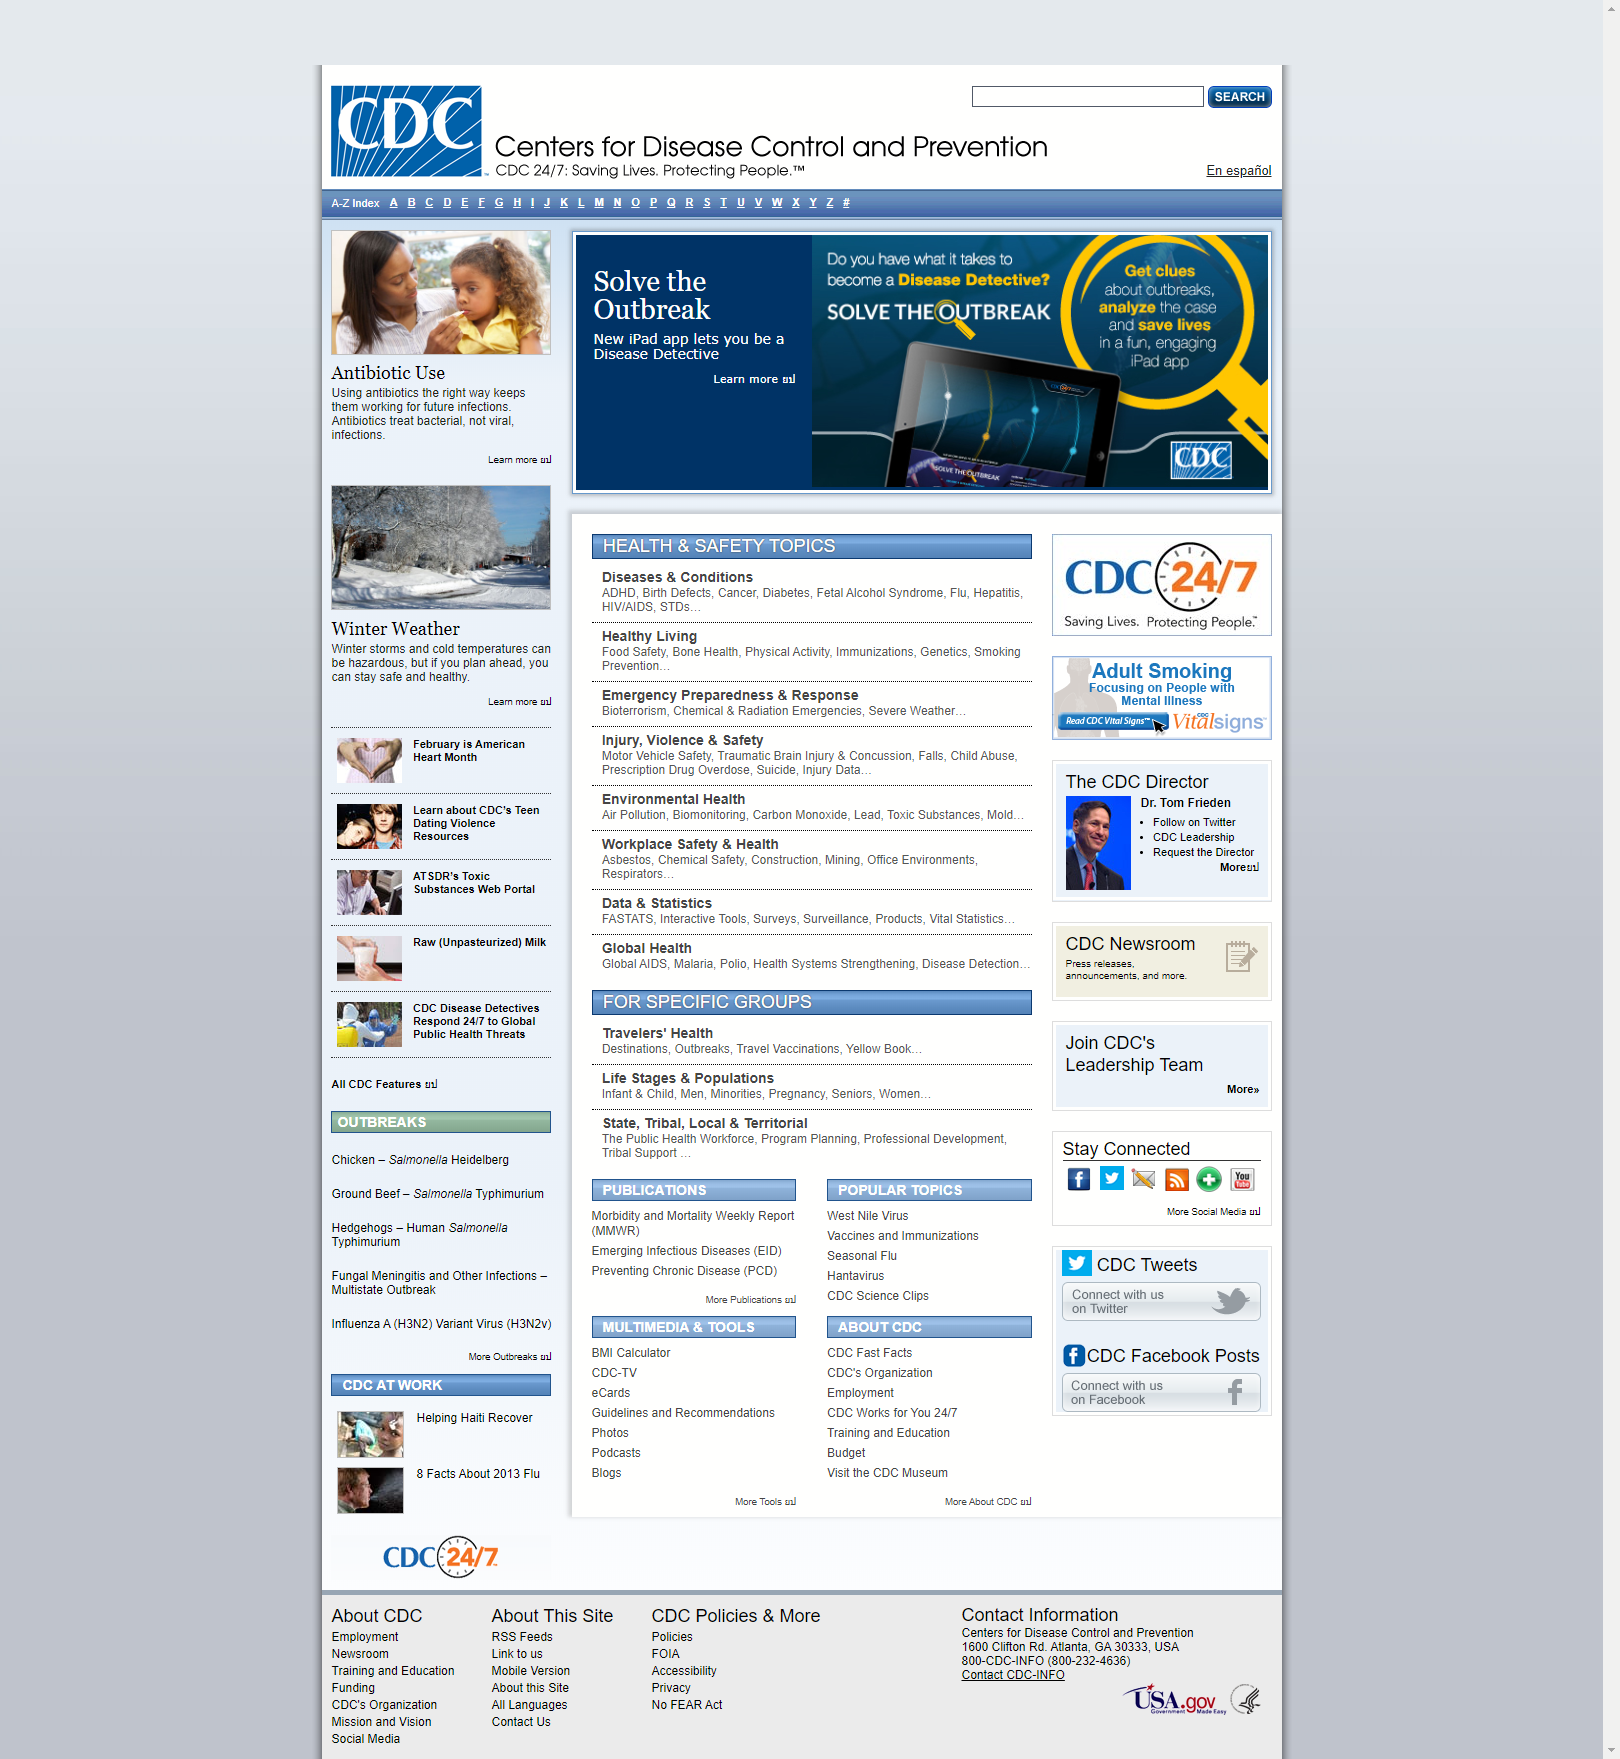 CDC
SEARCH
Centers for Disease Control and Prevention
CDC 24/7: Saving Lives. Protecting People.™
En español
A-Z Index A B C D E F G H I J K L M N O P Q R S T U V W X Y Z #
Antibiotic Use
Using antibiotics the right way keeps
them working for future infections.
Antibiotics treat bacterial, not viral,
infections.
Learn more
Winter Weather
Winter storms and cold temperatures can
be hazardous, but if you plan ahead, you
can stay safe and healthy.
Learn more
February is American
Heart Month
Learn about CDC's Teen
Dating Violence
Resources
ATSDR's Toxic
Substances Web Portal
Raw (Unpasteurized) Milk
CDC Disease Detectives
Respond 24/7 to Global
Public Health Threats
All CDC Features
OUTBREAKS
Chicken – Salmonella Heidelberg
Ground Beef – Salmonella Typhimurium
Hedgehogs – Human Salmonella
Typhimurium
Fungal Meningitis and Other Infections –
Multistate Outbreak
Influenza A (H3N2) Variant Virus (H3N2v)
More Outbreaks
CDC AT WORK
Helping Haiti Recover
8 Facts About 2013 Flu
CDC 24/7
Solve the
Outbreak
New iPad app lets you be a
Disease Detective
Learn more
Do you have what it takes to
become a Disease Detective?
SOLVE THE OUTBREAK
Get clues
about outbreaks,
analyze the case
and save lives
in a fun, engaging
iPad app
SOLVE THE OUTBREAK
CDC
HEALTH & SAFETY TOPICS
Diseases & Conditions
ADHD, Birth Defects, Cancer, Diabetes, Fetal Alcohol Syndrome, Flu, Hepatitis,
HIV/AIDS, STDs…
Healthy Living
Food Safety, Bone Health, Physical Activity, Immunizations, Genetics, Smoking
Prevention…
Emergency Preparedness & Response
Bioterrorism, Chemical & Radiation Emergencies, Severe Weather…
Injury, Violence & Safety
Motor Vehicle Safety, Traumatic Brain Injury & Concussion, Falls, Child Abuse,
Prescription Drug Overdose, Suicide, Injury Data…
Environmental Health
Air Pollution, Biomonitoring, Carbon Monoxide, Lead, Toxic Substances, Mold…
Workplace Safety & Health
Asbestos, Chemical Safety, Construction, Mining, Office Environments,
Respirators…
Data & Statistics
FASTATS, Interactive Tools, Surveys, Surveillance, Products, Vital Statistics…
Global Health
Global AIDS, Malaria, Polio, Health Systems Strengthening, Disease Detection…
FOR SPECIFIC GROUPS
Travelers' Health
Destinations, Outbreaks, Travel Vaccinations, Yellow Book…
Life Stages & Populations
Infant & Child, Men, Minorities, Pregnancy, Seniors, Women…
State, Tribal, Local & Territorial
The Public Health Workforce, Program Planning, Professional Development,
Tribal Support …
PUBLICATIONS
Morbidity and Mortality Weekly Report
(MMWR)
Emerging Infectious Diseases (EID)
Preventing Chronic Disease (PCD)
More Publications
POPULAR TOPICS
West Nile Virus
Vaccines and Immunizations
Seasonal Flu
Hantavirus
CDC Science Clips
MULTIMEDIA & TOOLS
BMI Calculator
CDC-TV
eCards
Guidelines and Recommendations
Photos
Podcasts
Blogs
More Tools
ABOUT CDC
CDC Fast Facts
CDC's Organization
Employment
CDC Works for You 24/7
Training and Education
Budget
Visit the CDC Museum
More About CDC
CDC 24/7
Saving Lives. Protecting People.™
Adult Smoking
Focusing on People with
Mental Illness
Read CDC Vital Signs™
CDC
Vitalsigns™
The CDC Director
Dr. Tom Frieden
• Follow on Twitter
• CDC Leadership
• Request the Director
More
CDC Newsroom
Press releases,
announcements, and more.
Join CDC's
Leadership Team
More»
Stay Connected
You
Tube
More Social Media
CDC Tweets
Connect with us
on Twitter
CDC Facebook Posts
Connect with us
on Facebook
About CDC
Employment
Newsroom
Training and Education
Funding
CDC's Organization
Mission and Vision
Social Media
About This Site
RSS Feeds
Link to us
Mobile Version
About this Site
All Languages
Contact Us
CDC Policies & More
Policies
FOIA
Accessibility
Privacy
No FEAR Act
Contact Information
Centers for Disease Control and Prevention
1600 Clifton Rd. Atlanta, GA 30333, USA
800-CDC-INFO (800-232-4636)
Contact CDC-INFO
USA.gov
Government Made Easy